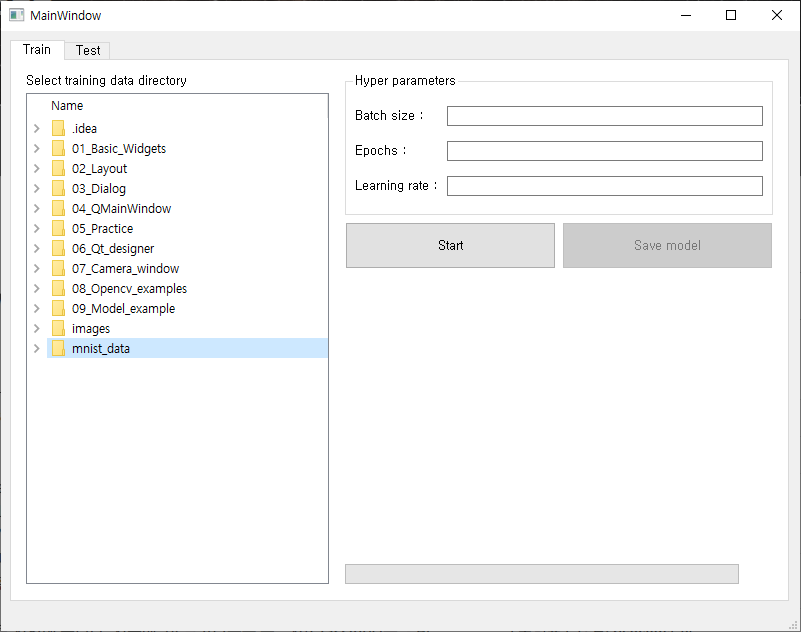 MainWindow
Train
Test
Select training data directory
Name
.idea
01_Basic_Widgets
02_Layout
03_Dialog
04_QMainWindow
05_Practice
06_Qt_designer
07_Camera_window
08_Opencv_examples
09_Model_example
images
mnist_data
Hyper parameters
Batch size :
Epochs :
Learning rate :
Start
Save model